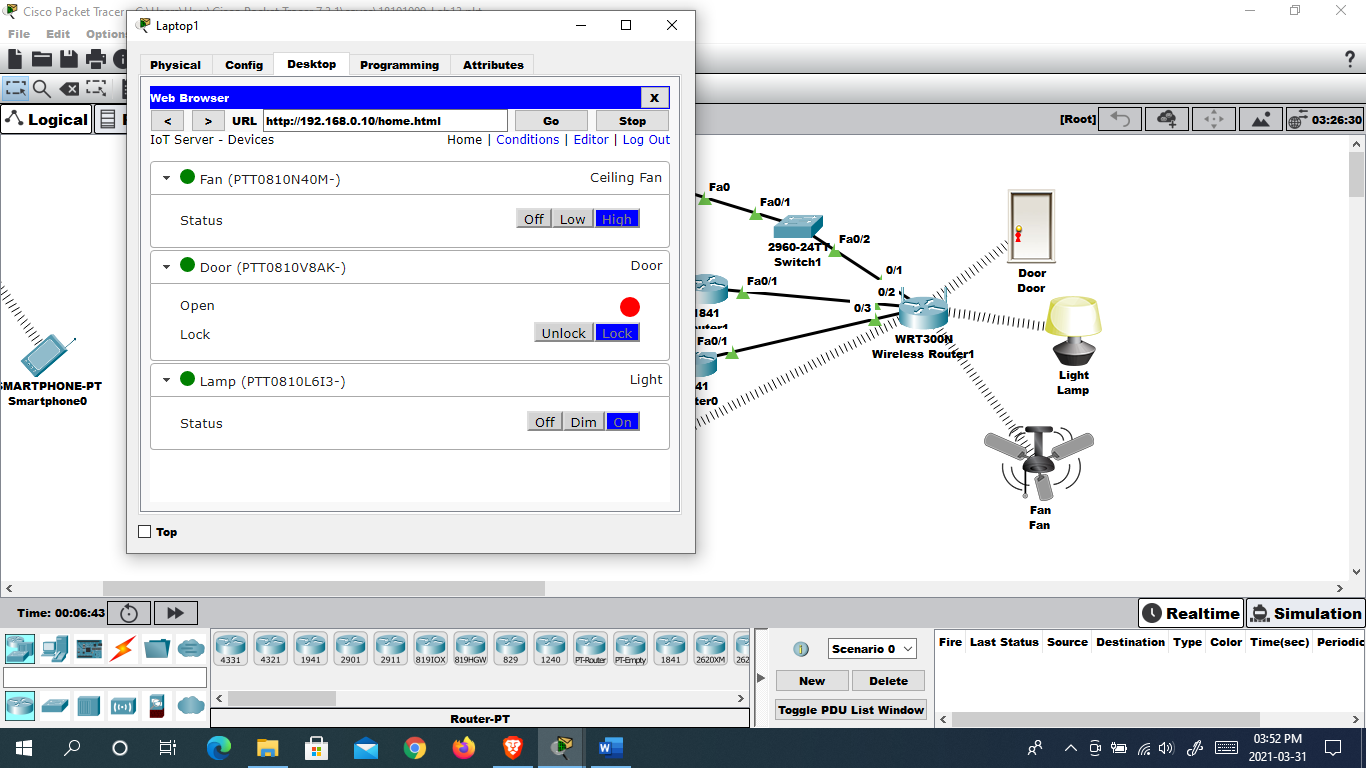 Cisco Packet Tracer
Laptop1
File Edit Options
Physical Config Desktop Programming Attributes
Web Browser X
< > URL http://192.168.0.10/home.html Go Stop
IoT Server - Devices Home | Conditions | Editor | Log Out
Fan (PTT0810N40M-) Ceiling Fan
Status Off Low High
Door (PTT0810V8AK-) Door
Open
Lock Unlock Lock
Lamp (PTT0810L6I3-) Light
Status Off Dim On
Top
Logical
[Root] 03:26:30
Fa0
Fa0/1
2960-24TT
Switch1
Fa0/2
0/1
0/2
0/3
Fa0/1
1841
Fa0/1
WRT300N
Wireless Router1
Door
Door
Light
Lamp
Fan
Fan
SMARTPHONE-PT
Smartphone0
Time: 00:06:43
Realtime Simulation
4331 4321 1941 2901 2911 819IOX 819HGW 829 1240 PT-Router PT-Empty 1841 2620XM 262
Router-PT
Scenario 0
New Delete
Toggle PDU List Window
Fire Last Status Source Destination Type Color Time(sec) Periodic
03:52 PM
2021-03-31